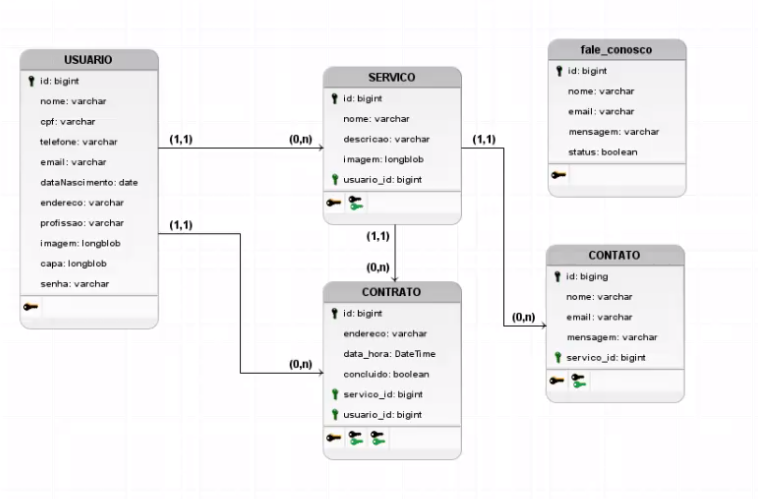 USUARIO
id: bigint
nome: varchar
cpf: varchar
telefone: varchar
email: varchar
dataNascimento: date
endereco: varchar
profissao: varchar
imagem: longblob
capa: longblob
senha: varchar
(1,1)
(0,n)
(1,1)
(0,n)
SERVICO
id: bigint
nome: varchar
descricao: varchar
imagem: longblob
usuario_id: bigint
(1,1)
(0,n)
CONTRATO
id: bigint
endereco: varchar
data_hora: DateTime
concluido: boolean
servico_id: bigint
usuario_id: bigint
(1,1)
(0,n)
fale_conosco
id: bigint
nome: varchar
email: varchar
mensagem: varchar
status: boolean
CONTATO
id: biging
nome: varchar
email: varchar
mensagem: varchar
servico_id: bigint